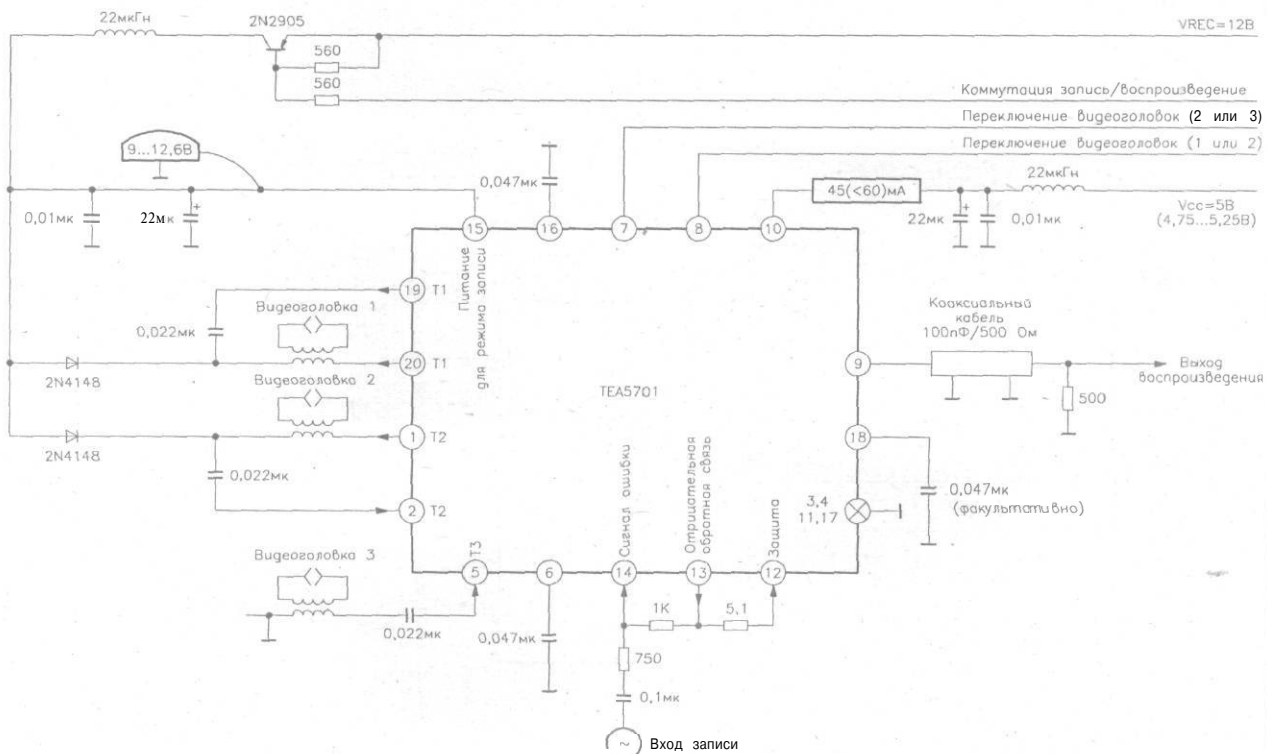 22мкГн
2N2905
VREC=12В
560
560
Коммутация запись/воспроизведение
Переключение видеоголовок (2 или 3)
Переключение видеоголовок (1 или 2)
9...12,6В
0,047мк
22мкГн
45(<60)мА
0,01мк
22мк
+
22мк
+
0,01мк
Vcc=5В
(4,75...5,25В)
15
16
7
8
10
Питание
для режима записи
19
T1
Видеоголовка 1
0,022мк
Коаксиальный
кабель
100пФ/500 Ом
20
T1
2N4148
Видеоголовка 2
TEA5701
9
Выход
воспроизведения
500
1
T2
2N4148
18
0,022мк
0,047мк
(факультативно)
2
T2
3,4
11,17
Сигнал ошибки
Отрицательная
обратная связь
Защита
Видеоголовка 3
T3
5
6
14
13
12
0,022мк
0,047мк
1К
5,1
750
0,1мк
~
Вход записи